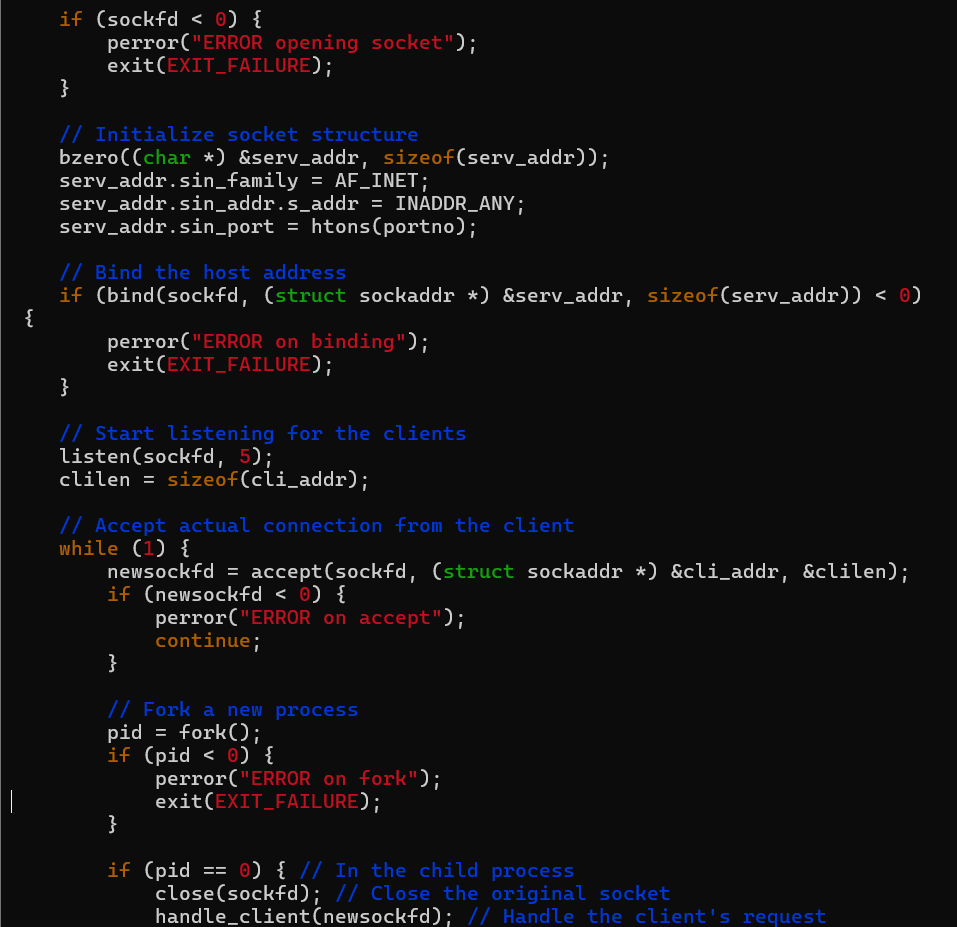 if (sockfd < 0) {
perror("ERROR opening socket");
exit(EXIT_FAILURE);
}
// Initialize socket structure
bzero((char *) &serv_addr, sizeof(serv_addr));
serv_addr.sin_family = AF_INET;
serv_addr.sin_addr.s_addr = INADDR_ANY;
serv_addr.sin_port = htons(portno);
// Bind the host address
if (bind(sockfd, (struct sockaddr *) &serv_addr, sizeof(serv_addr)) < 0)
{
perror("ERROR on binding");
exit(EXIT_FAILURE);
}
// Start listening for the clients
listen(sockfd, 5);
clilen = sizeof(cli_addr);
// Accept actual connection from the client
while (1) {
newsockfd = accept(sockfd, (struct sockaddr *) &cli_addr, &clilen);
if (newsockfd < 0) {
perror("ERROR on accept");
continue;
}
// Fork a new process
pid = fork();
if (pid < 0) {
perror("ERROR on fork");
exit(EXIT_FAILURE);
}
if (pid == 0) { // In the child process
close(sockfd); // Close the original socket
handle_client(newsockfd); // Handle the client's request